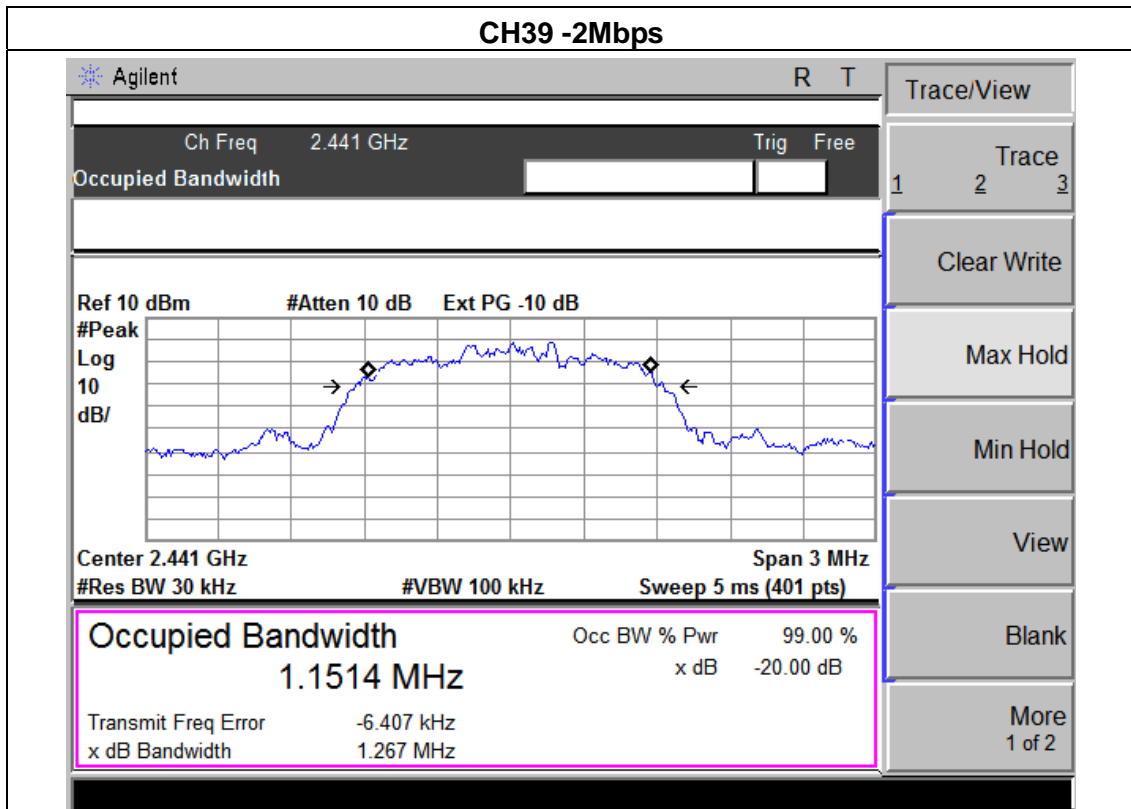 CH39 -2Mbps
Agilent R T
Ch Freq 2.441 GHz Trig Free
Occupied Bandwidth
Ref 10 dBm #Atten 10 dB Ext PG -10 dB
#Peak
Log
10
dB/
Center 2.441 GHz Span 3 MHz
#Res BW 30 kHz #VBW 100 kHz Sweep 5 ms (401 pts)
Occupied Bandwidth Occ BW % Pwr 99.00 %
1.1514 MHz x dB -20.00 dB
Transmit Freq Error -6.407 kHz
x dB Bandwidth 1.267 MHz
Trace/View
Trace
1 2 3
Clear Write
Max Hold
Min Hold
View
Blank
More
1 of 2